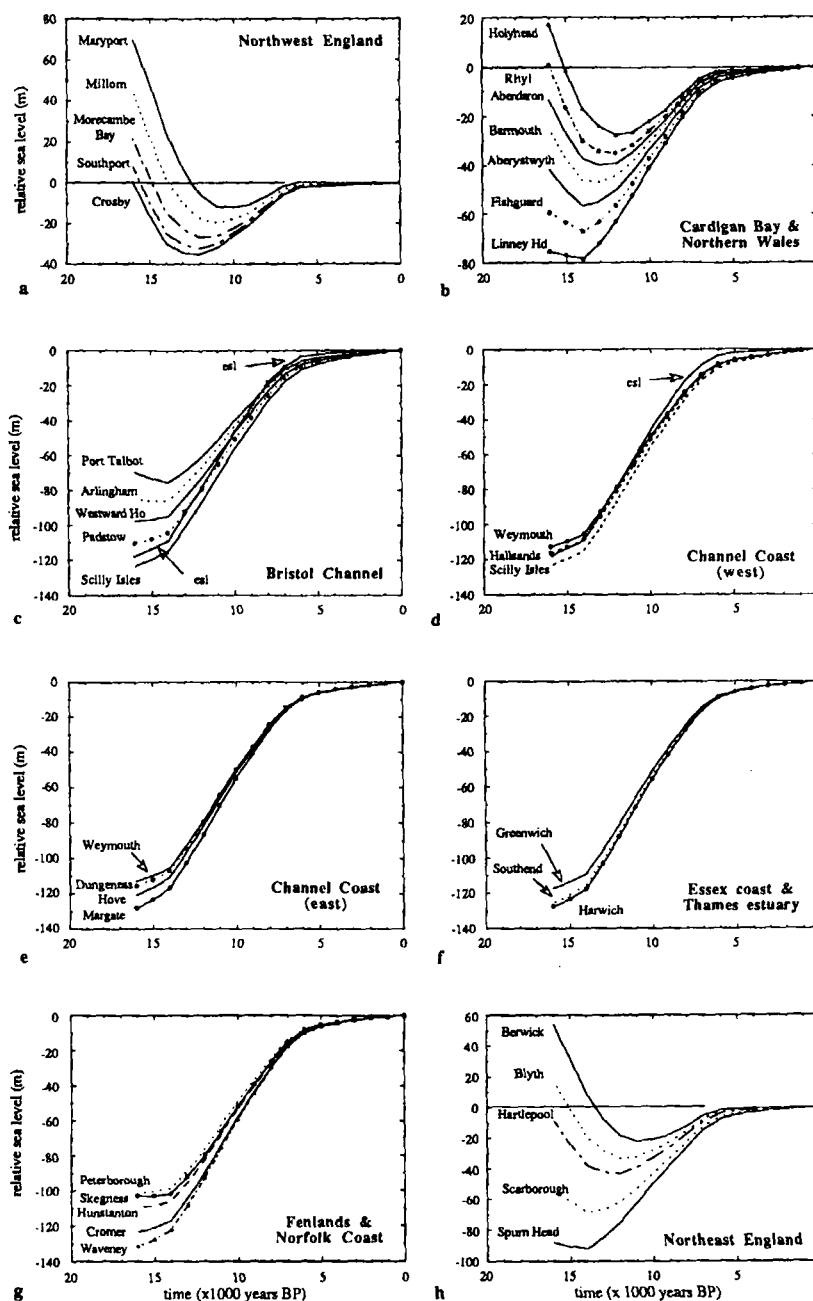 80
60
40
20
0
-20
-40
20
15
10
5
0
relative sea level (m)
Northwest England
Maryport
Millom
Morecambe
Bay
Southport
Crosby
a
20
0
-20
-40
-60
-80
20
15
10
5
Holyhead
Rhyl
Aberdaron
Barmouth
Aberystwyth
Fishguard
Linney Hd
Cardigan Bay &
Northern Wales
b
0
-20
-40
-60
-80
-100
-120
-140
20
15
10
5
0
relative sea level (m)
esl
Port Talbot
Arlingham
Westward Ho
Padstow
Scilly Isles
esl
Bristol Channel
c
0
-20
-40
-60
-80
-100
-120
-140
20
15
10
5
esl
Weymouth
Hallsands
Scilly Isles
Channel Coast
(west)
d
0
-20
-40
-60
-80
-100
-120
-140
20
15
10
5
0
relative sea level (m)
Weymouth
Dungeness
Hove
Margate
Channel Coast
(east)
e
0
-20
-40
-60
-80
-100
-120
-140
20
15
10
5
Greenwich
Southend
Harwich
Essex coast &
Thames estuary
f
0
-20
-40
-60
-80
-100
-120
-140
20
15
10
5
0
relative sea level (m)
Peterborough
Skegness
Hunstanton
Cromer
Waveney
Fenlands &
Norfolk Coast
time (x1000 years BP)
g
60
40
20
0
-20
-40
-60
-80
-100
20
15
10
5
Berwick
Blyth
Hartlepool
Scarborough
Spurn Head
Northeast England
time (x 1000 years BP)
h